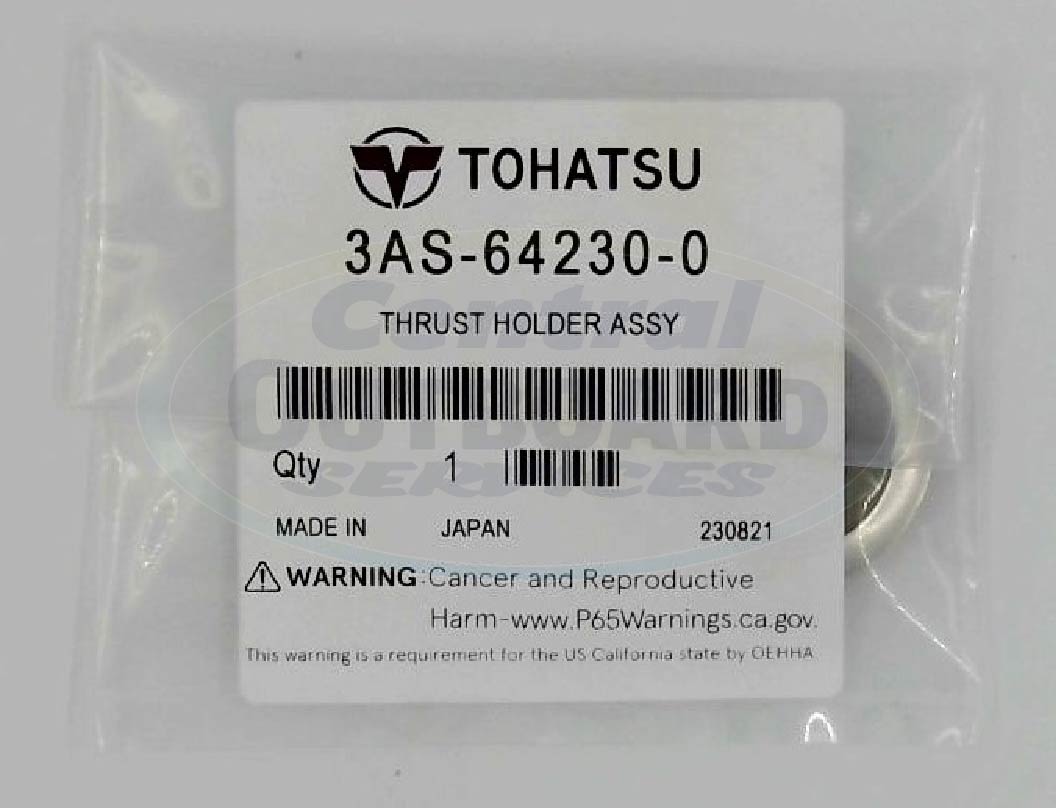 TOHATSU
3AS-64230-0
THRUST HOLDER ASSY
Central
OUTBOARD
SERVICES
Qty 1
MADE IN JAPAN 230821
WARNING:Cancer and Reproductive
Harm-www.P65Warnings.ca.gov.
This warning is a requirement for the US California state by OEHHA